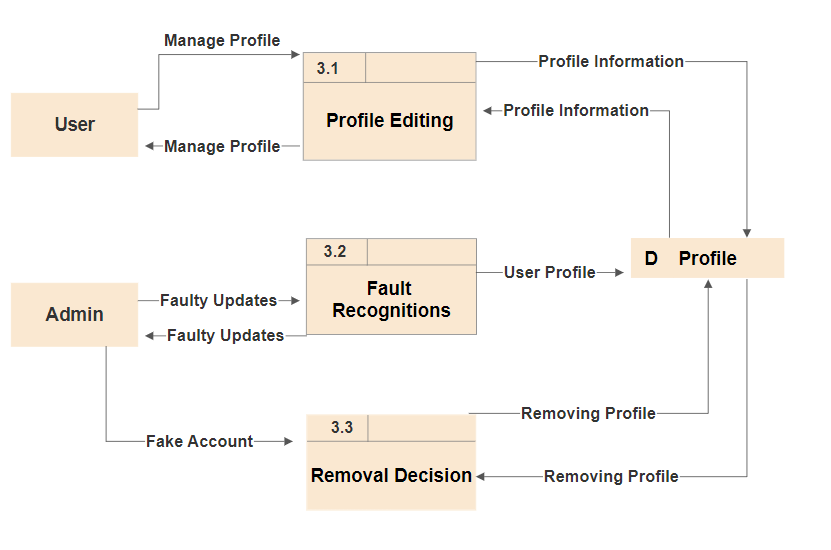 Manage Profile
3.1
Profile Information
User
Profile Editing
Profile Information
Manage Profile
3.2
User Profile
D Profile
Admin
Faulty Updates
Fault
Recognitions
Faulty Updates
3.3
Removing Profile
Fake Account
Removal Decision
Removing Profile